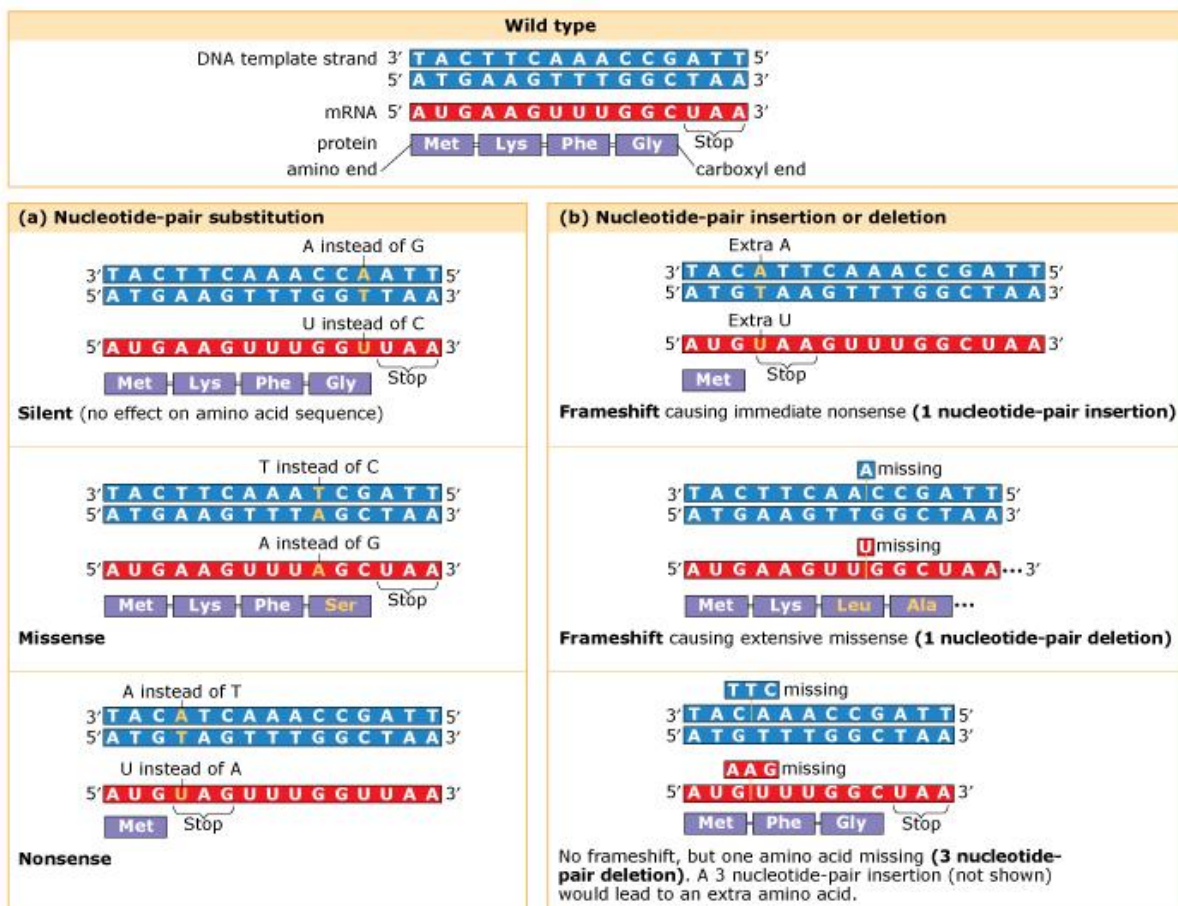 Wild type
DNA template strand 3′ T A C T T C A A A C C G A T T 5′
5′ A T G A A G T T T G G C T A A 3′
mRNA 5′ A U G A A G U U U G G C U A A 3′
protein Met Lys Phe Gly Stop
amino end carboxyl end
(a) Nucleotide-pair substitution
A instead of G
3′ T A C T T C A A A C C A A T T 5′
5′ A T G A A G T T T G G T T A A 3′
U instead of C
5′ A U G A A G U U U G G U U A A 3′
Met Lys Phe Gly Stop
Silent (no effect on amino acid sequence)
T instead of C
3′ T A C T T C A A A T C G A T T 5′
5′ A T G A A G T T T A G C T A A 3′
A instead of G
5′ A U G A A G U U U A G C U A A 3′
Met Lys Phe Ser Stop
Missense
A instead of T
3′ T A C A T C A A A C C G A T T 5′
5′ A T G T A G T T T G G C T A A 3′
U instead of A
5′ A U G U A G U U U G G U U A A 3′
Met Stop
Nonsense
(b) Nucleotide-pair insertion or deletion
Extra A
3′ T A C A T T C A A A C C G A T T 5′
5′ A T G T A A G T T T G G C T A A 3′
Extra U
5′ A U G U A A G U U U G G C U A A 3′
Met Stop
Frameshift causing immediate nonsense (1 nucleotide-pair insertion)
A missing
3′ T A C T T C A A C C G A T T 5′
5′ A T G A A G T T G G C T A A 3′
U missing
5′ A U G A A G U U G G C U A A ••• 3′
Met Lys Leu Ala •••
Frameshift causing extensive missense (1 nucleotide-pair deletion)
T T C missing
3′ T A C A A A C C G A T T 5′
5′ A T G T T T G G C T A A 3′
A A G missing
5′ A U G U U U G G C U A A 3′
Met Phe Gly Stop
No frameshift, but one amino acid missing (3 nucleotide-
pair deletion). A 3 nucleotide-pair insertion (not shown)
would lead to an extra amino acid.